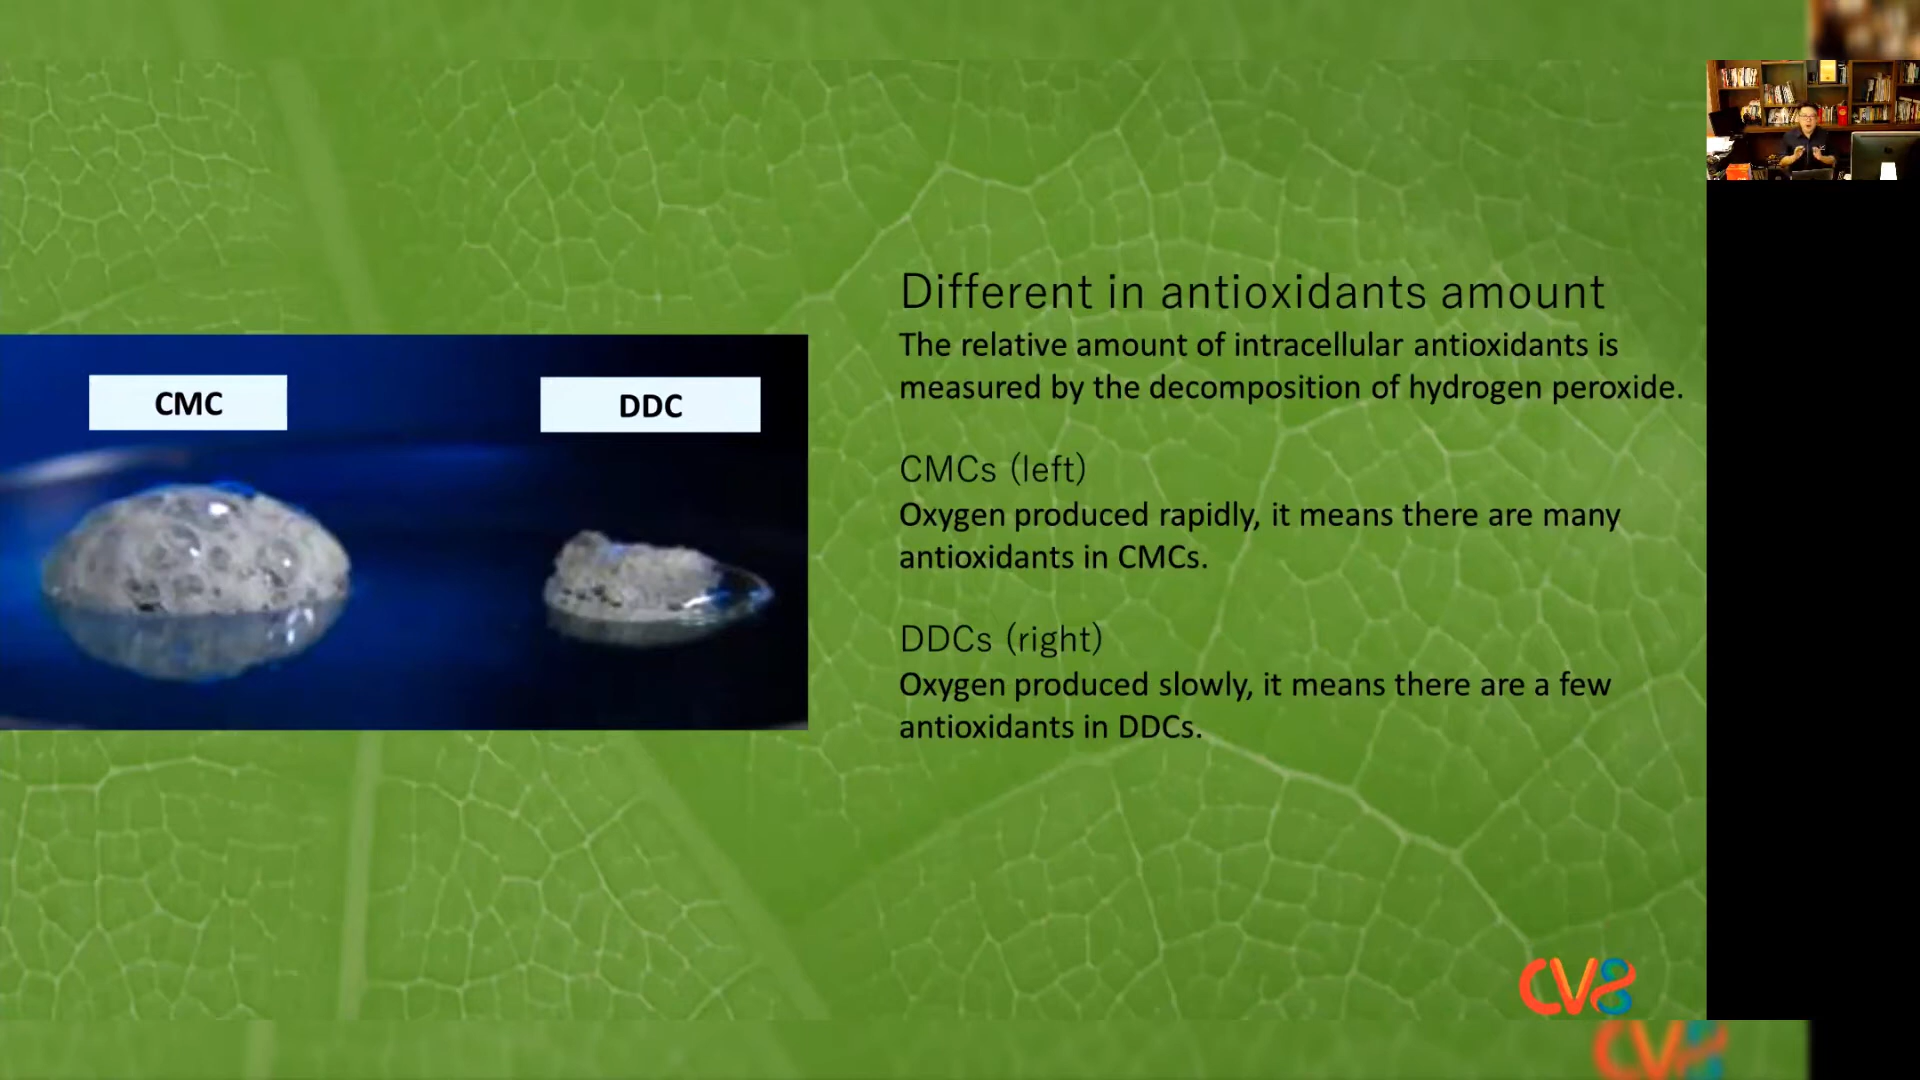 CMC
DDC
Different in antioxidants amount
The relative amount of intracellular antioxidants is
measured by the decomposition of hydrogen peroxide.
CMCs (left)
Oxygen produced rapidly, it means there are many
antioxidants in CMCs.
DDCs (right)
Oxygen produced slowly, it means there are a few
antioxidants in DDCs.
CV8
CV8